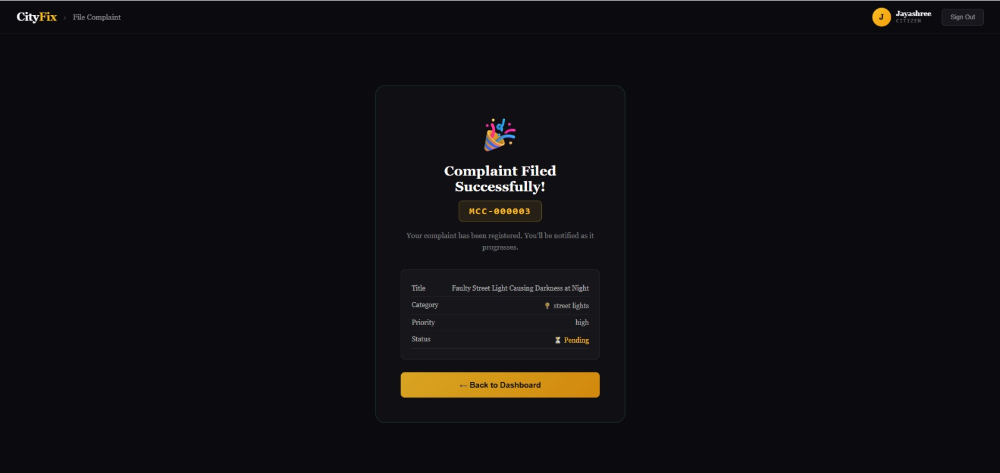 CityFix › File Complaint
J Jayashree
CITIZEN
Sign Out
Complaint Filed
Successfully!
MCC-000003
Your complaint has been registered. You'll be notified as it
progresses.
Title Faulty Street Light Causing Darkness at Night
Category street lights
Priority high
Status ⏳ Pending
← Back to Dashboard